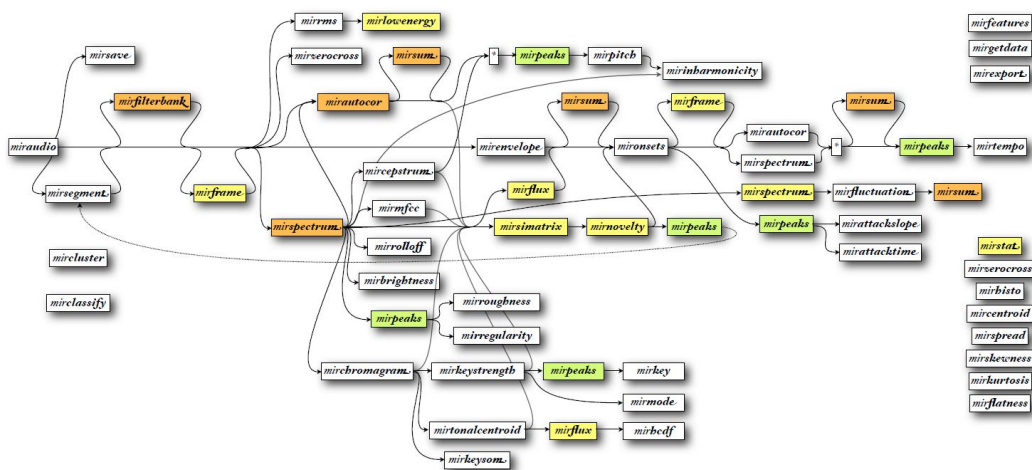 mirrms
mirlowenergy
mirfeatures
mirsave
mirzerocross
mirsum
*
mirpeaks
mirpitch
mirgetdata
mirinharmonicity
mirexport
mirfilterbank
mirautocor
mirsum
mirframe
mirsum
miraudio
mirenvelope
mironsets
mirautocor
mirspectrum
*
mirpeaks
mirtempo
mirsegment
mirframe
mircepstrum
mirflux
mirspectrum
mirfluctuation
mirsum
mirmfcc
mirspectrum
mirsimatrix
mirnovelty
mirpeaks
mirpeaks
mirattackslope
mirrolloff
mirattacktime
mirstat
mircluster
mirbrightness
mirzerocross
mirhisto
mirclassify
mirroughness
mirpeaks
mircentroid
mirregularity
mirspread
mirchromagram
mirkeystrength
mirpeaks
mirkey
mirskewness
mirkurtosis
mirmode
mirflatness
mirtonalcentroid
mirflux
mirhcdf
mirkeysom